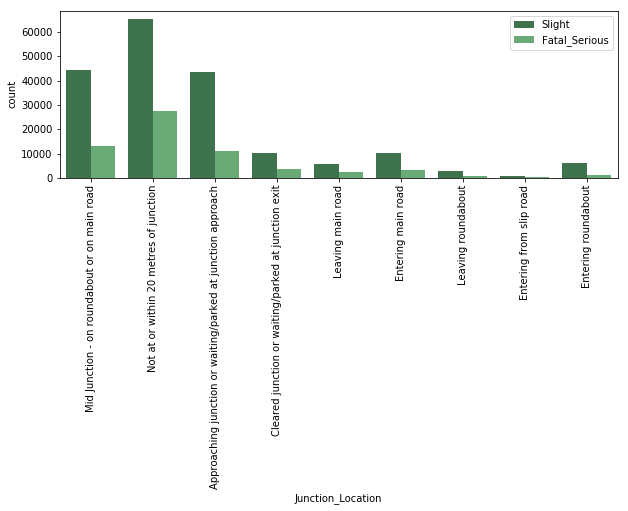 Slight
Fatal_Serious
count
60000
50000
40000
30000
20000
10000
0
Mid Junction - on roundabout or on main road
Not at or within 20 metres of junction
Approaching junction or waiting/parked at junction approach
Cleared junction or waiting/parked at junction exit
Leaving main road
Entering main road
Leaving roundabout
Entering from slip road
Entering roundabout
Junction_Location